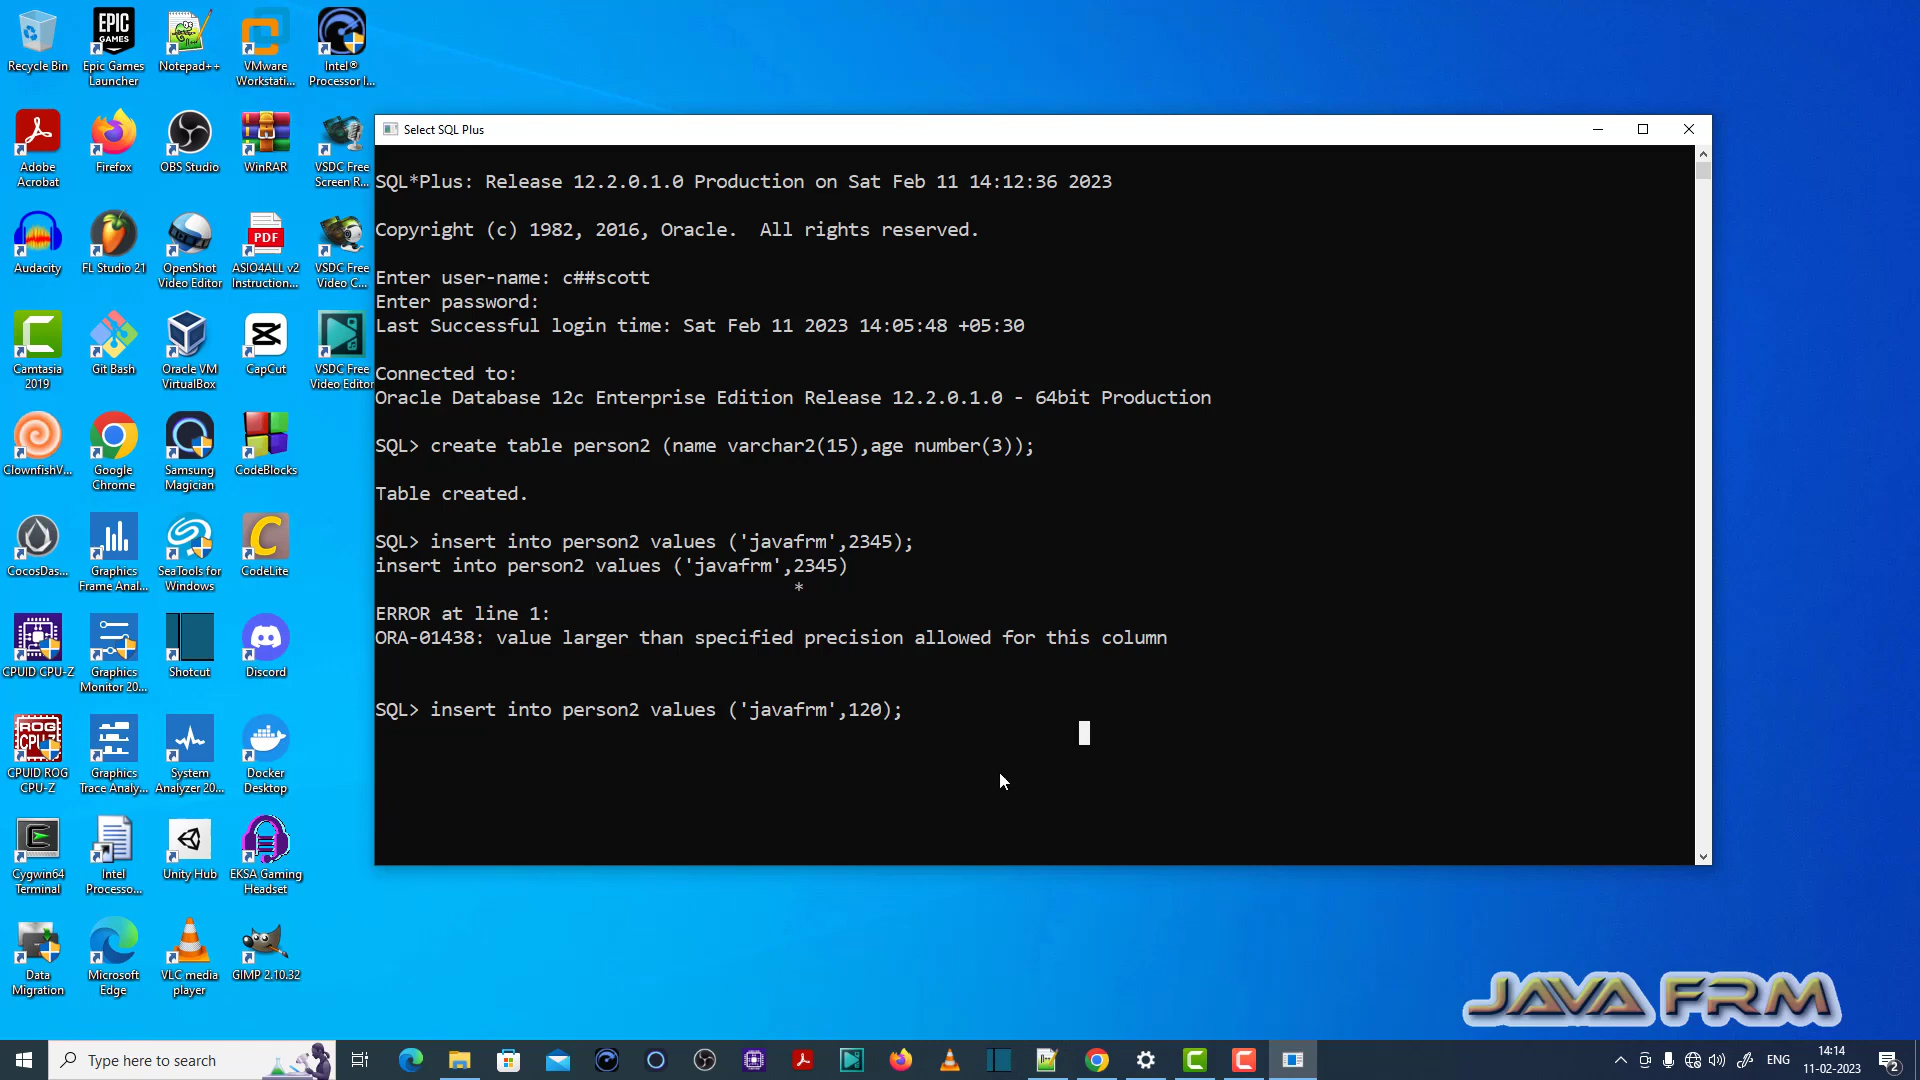 Recycle Bin
Epic Games
Launcher
Notepad++
VMware
Workstati...
Intel®
Processor I...
Adobe
Acrobat
Firefox
OBS Studio
WinRAR
VSDC Free
Screen R...
Audacity
FL Studio 21
OpenShot
Video Editor
PDF
ASIO4ALL v2
Instruction...
VSDC Free
Video C...
Camtasia
2019
Git Bash
Oracle VM
VirtualBox
CapCut
VSDC Free
Video Editor
ClownfishV...
Google
Chrome
Samsung
Magician
CodeBlocks
CocosDas...
Graphics
Frame Anal...
SeaTools for
Windows
CodeLite
CPUID CPU-Z
Graphics
Monitor 20...
Shotcut
Discord
ROG
CPU-Z
CPUID ROG
CPU-Z
Graphics
Trace Analy...
System
Analyzer 20...
Docker
Desktop
Cygwin64
Terminal
Intel
Processo...
Unity Hub
EKSA Gaming
Headset
Data
Migration
Microsoft
Edge
VLC media
player
GIMP 2.10.32
EPIC
GAMES
Select SQL Plus
SQL*Plus: Release 12.2.0.1.0 Production on Sat Feb 11 14:12:36 2023
Copyright (c) 1982, 2016, Oracle.  All rights reserved.
Enter user-name: c##scott
Enter password:
Last Successful login time: Sat Feb 11 2023 14:05:48 +05:30
Connected to:
Oracle Database 12c Enterprise Edition Release 12.2.0.1.0 - 64bit Production
SQL> create table person2 (name varchar2(15),age number(3));
Table created.
SQL> insert into person2 values ('javafrm',2345);
insert into person2 values ('javafrm',2345)
*
ERROR at line 1:
ORA-01438: value larger than specified precision allowed for this column
SQL> insert into person2 values ('javafrm',120);
JAVA FRM
Type here to search
ENG
14:14
11-02-2023
2